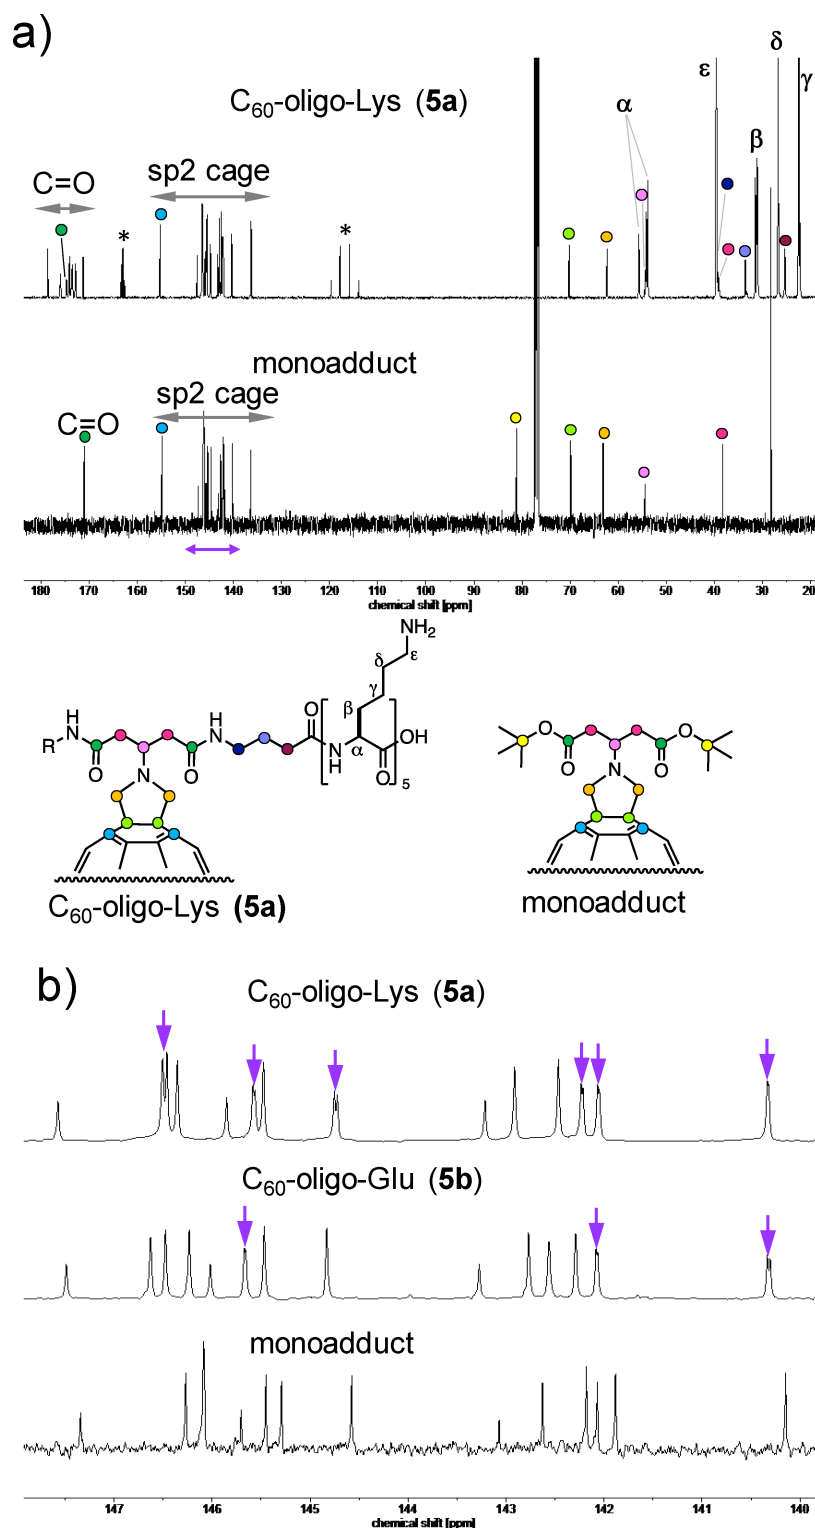 a)
C60-oligo-Lys (5a)
δ
ε
γ
α
β
sp2 cage
C=O
*
*
monoadduct
sp2 cage
C=O
180 170 160 150 140 130 120 110 100 90 80 70 60 50 40 30 20
chemical shift [ppm]
NH2
δ
ε
γ
β
H
N
R
O
O
H
N
O
N
H
α
O
OH
5
N
C60-oligo-Lys (5a)
O
O
O
O
N
monoadduct
b)
C60-oligo-Lys (5a)
C60-oligo-Glu (5b)
monoadduct
147 146 145 144 143 142 141 140
chemical shift [ppm]